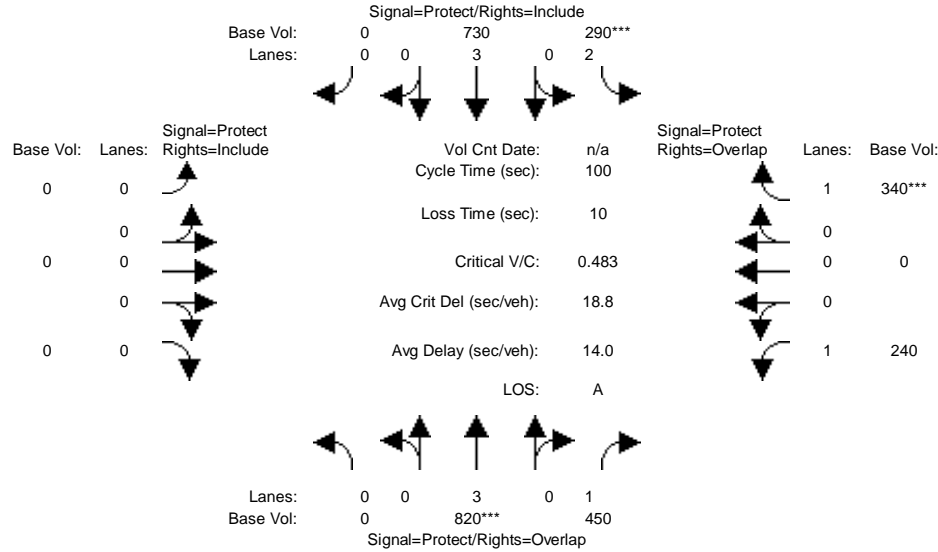 Signal=Protect/Rights=Include
Base Vol: 0 730 290***
Lanes: 0 0 3 0 2
Signal=Protect
Signal=Protect
Base Vol: Lanes: Rights=Include
Vol Cnt Date: n/a
Rights=Overlap Lanes: Base Vol:
Cycle Time (sec): 100
0 0
1 340***
Loss Time (sec): 10
0
0
0 0
Critical V/C: 0.483
0 0
0
Avg Crit Del (sec/veh): 18.8
0
0 0
Avg Delay (sec/veh): 14.0
1 240
LOS: A
Lanes: 0 0 3 0 1
Base Vol: 0 820*** 450
Signal=Protect/Rights=Overlap